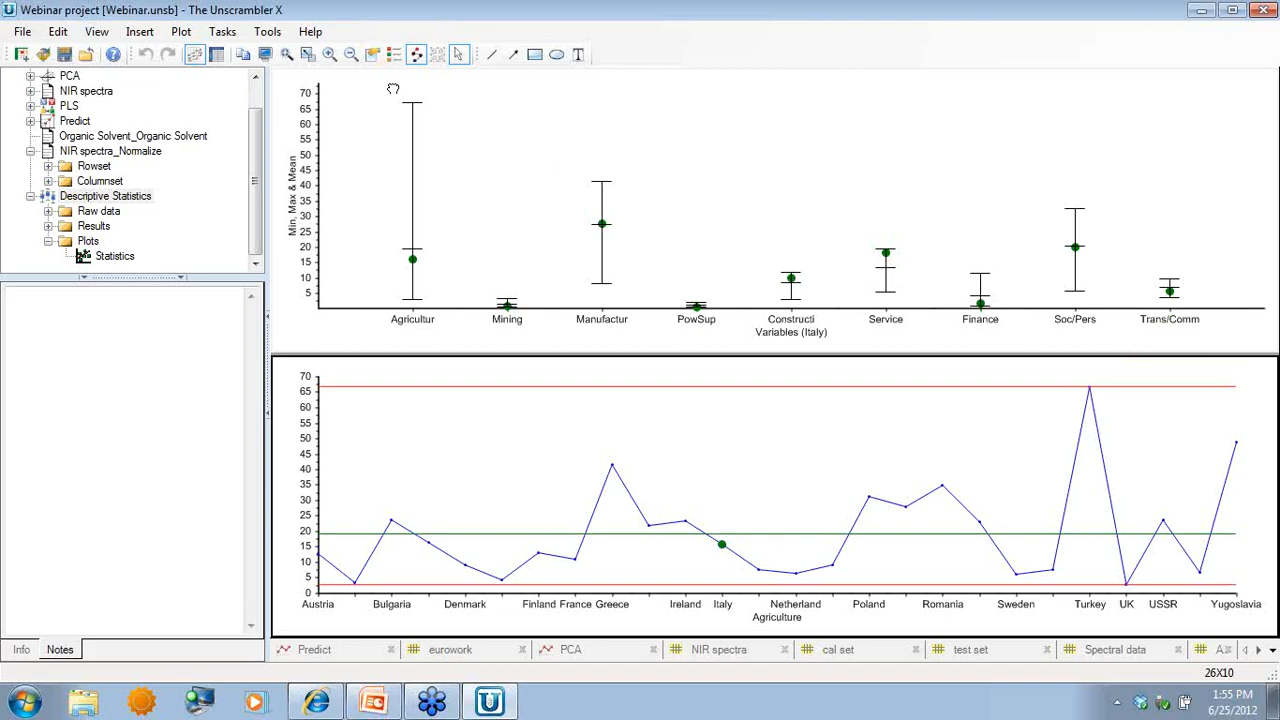 Webinar project [Webinar.unsb] - The Unscrambler X
File Edit View Insert Plot Tasks Tools Help
PCA
NIR spectra
PLS
Predict
Organic Solvent_Organic Solvent
NIR spectra_Normalize
Rowset
Columnset
Descriptive Statistics
Raw data
Results
Plots
Statistics
Info Notes
70
65
60
55
50
45
40
35
30
25
20
15
10
5
Min, Max & Mean
Agricultur Mining Manufactur PowSup Constructi Service Finance Soc/Pers Trans/Comm
Variables (Italy)
70
65
60
55
50
45
40
35
30
25
20
15
10
5
0
Austria Bulgaria Denmark Finland France Greece Ireland Italy Netherland Poland Romania Sweden Turkey UK USSR Yugoslavia
Agriculture
Predict eurowork PCA NIR spectra cal set test set Spectral data
26X10
1:55 PM
6/25/2012